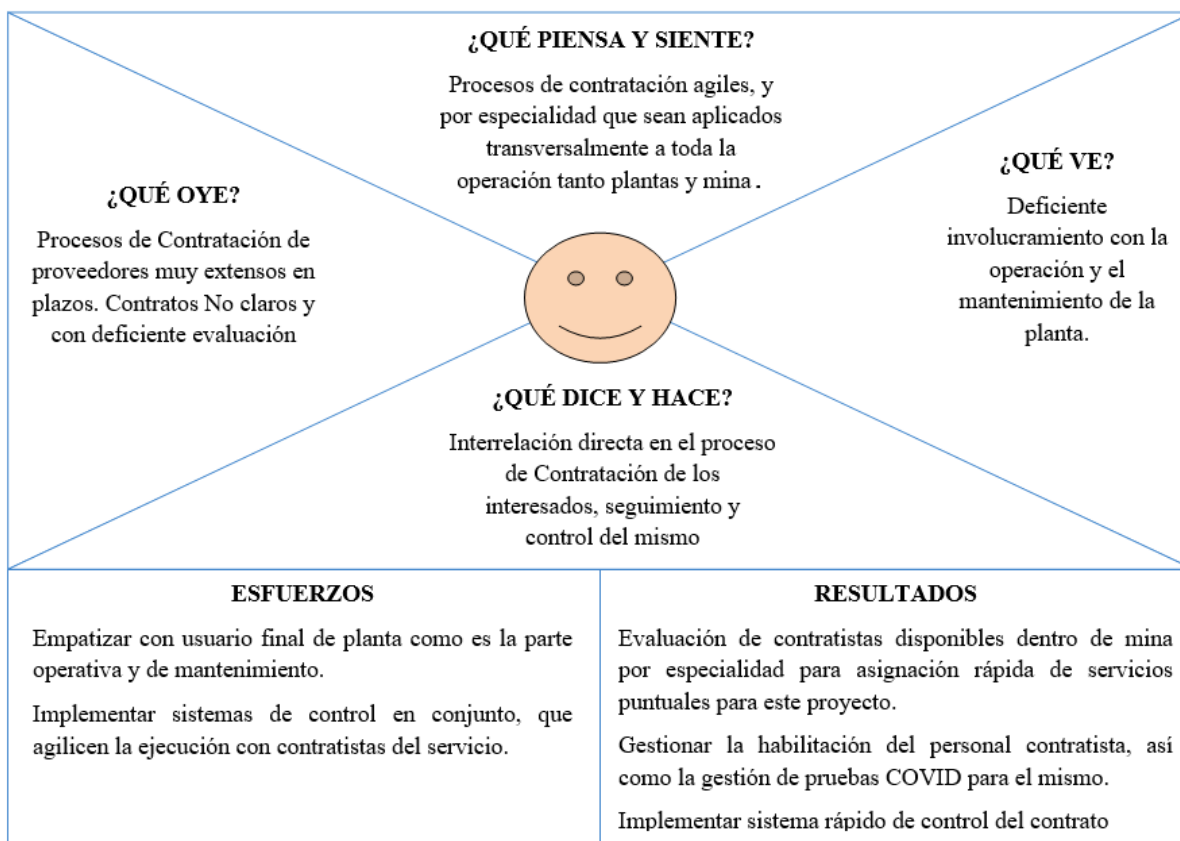 ¿QUÉ PIENSA Y SIENTE?
Procesos de contratación agiles, y
por especialidad que sean aplicados
transversalmente a toda la
operación tanto plantas y mina.
¿QUÉ OYE?
Procesos de Contratación de
proveedores muy extensos en
plazos. Contratos No claros y
con deficiente evaluación
¿QUÉ VE?
Deficiente
involucramiento con la
operación y el
mantenimiento de la
planta.
¿QUÉ DICE Y HACE?
Interrelación directa en el proceso
de Contratación de los
interesados, seguimiento y
control del mismo
ESFUERZOS
Empatizar con usuario final de planta como es la parte
operativa y de mantenimiento.
Implementar sistemas de control en conjunto, que
agilicen la ejecución con contratistas del servicio.
RESULTADOS
Evaluación de contratistas disponibles dentro de mina
por especialidad para asignación rápida de servicios
puntuales para este proyecto.
Gestionar la habilitación del personal contratista, así
como la gestión de pruebas COVID para el mismo.
Implementar sistema rápido de control del contrato